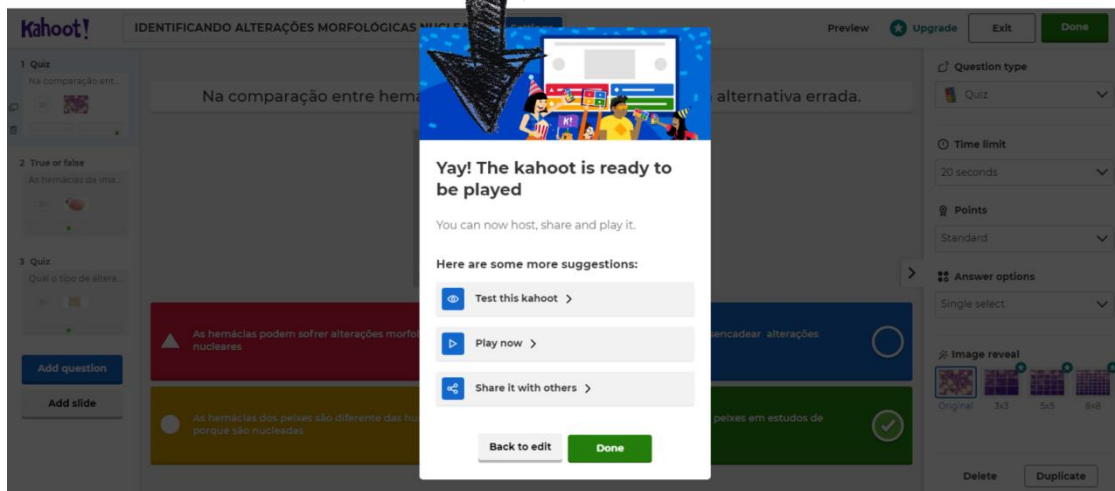 Kahoot!
IDENTIFICANDO ALTERAÇÕES MORFOLÓGICAS
Settings
Preview
Upgrade
Exit
Done
1 Quiz
Na comparação ent...
2 True or false
As hemácias da ima...
3 Quiz
Qual o tipo de altera...
Add question
Add slide
Na comparação entre
alternativa errada.
K!
Yay! The kahoot is ready to
be played
You can now host, share and play it.
Here are some more suggestions:
Test this kahoot >
Play now >
Share it with others >
Back to edit
Done
As hemácias podem sofrer alterações
nucleares
alterações
As hemácias dos peixes são diferente das
porque são nucleadas
peixes em estudos de
Question type
Quiz
Time limit
20 seconds
Points
Standard
Answer options
Single select
Image reveal
Original 3x3 5x5 8x8
Delete
Duplicate